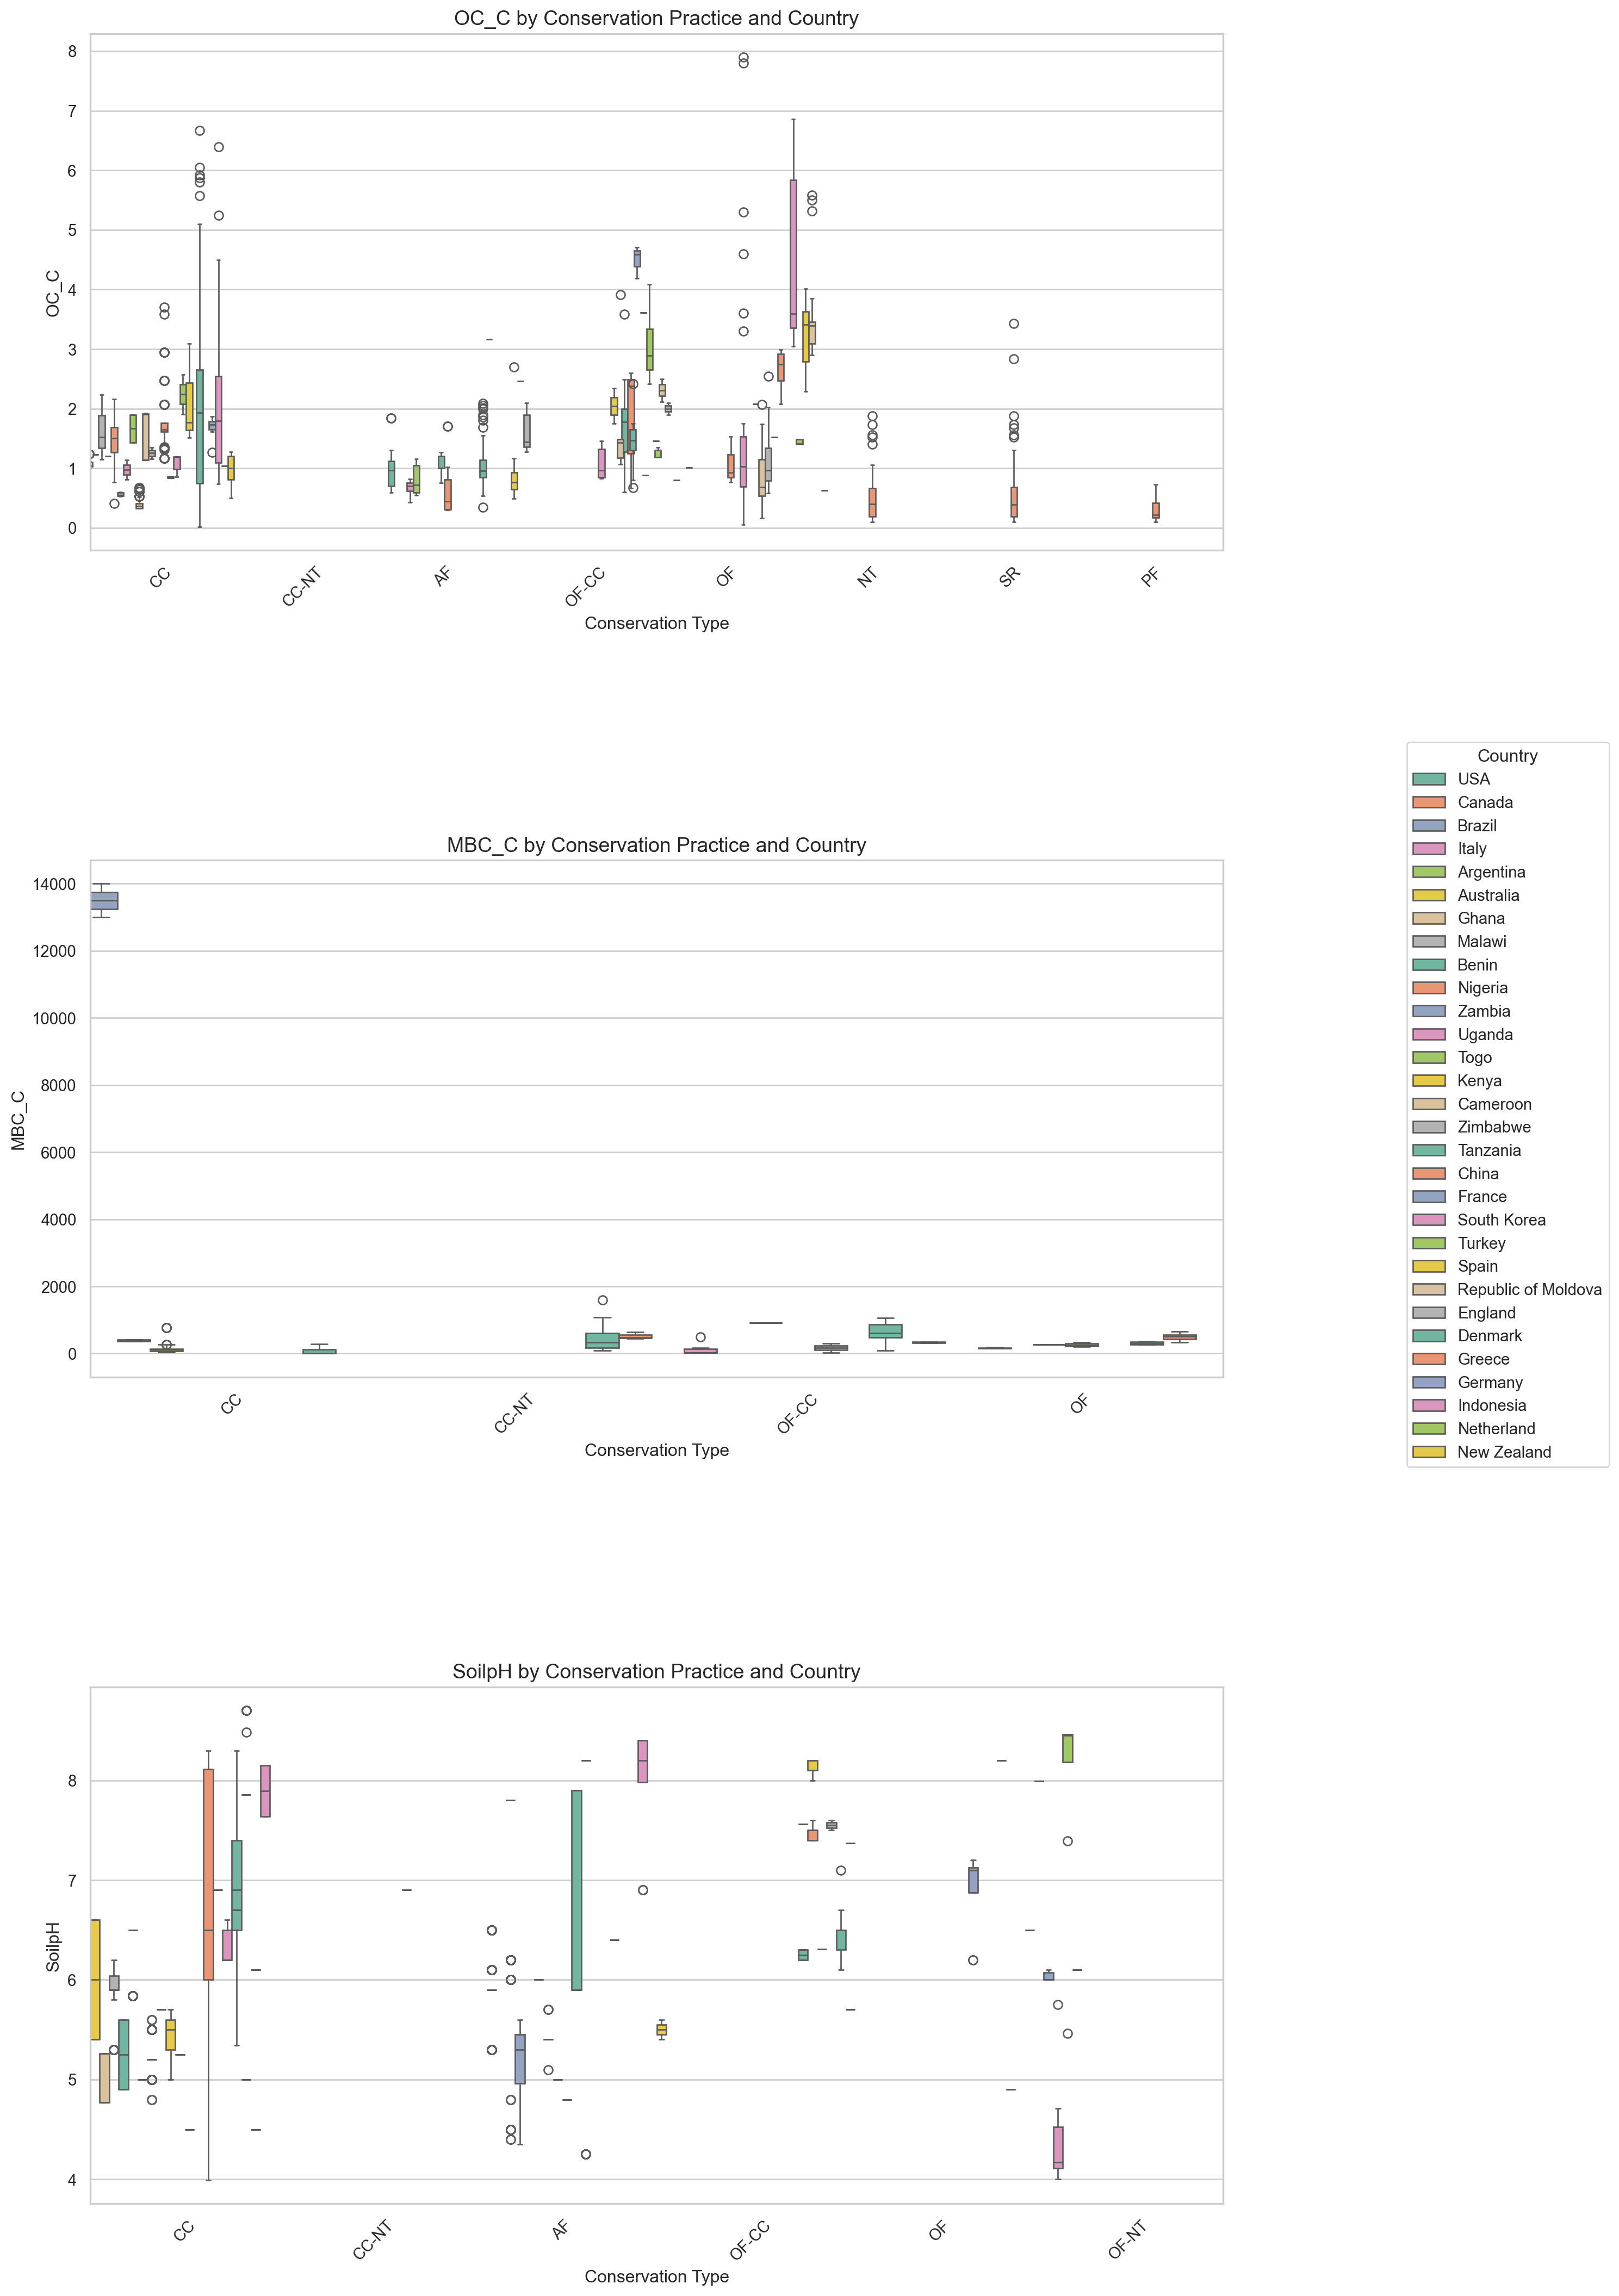 OC_C by Conservation Practice and Country
8
7
6
5
4
3
2
1
0
OC_C
CC
CC-NT
AF
OF-CC
OF
NT
SR
PF
Conservation Type
MBC_C by Conservation Practice and Country
14000
12000
10000
8000
6000
4000
2000
0
MBC_C
CC
CC-NT
OF-CC
OF
Conservation Type
Country
USA
Canada
Brazil
Italy
Argentina
Australia
Ghana
Malawi
Benin
Nigeria
Zambia
Uganda
Togo
Kenya
Cameroon
Zimbabwe
Tanzania
China
France
South Korea
Turkey
Spain
Republic of Moldova
England
Denmark
Greece
Germany
Indonesia
Netherland
New Zealand
SoilpH by Conservation Practice and Country
8
7
6
5
4
SoilpH
CC
CC-NT
AF
OF-CC
OF
OF-NT
Conservation Type